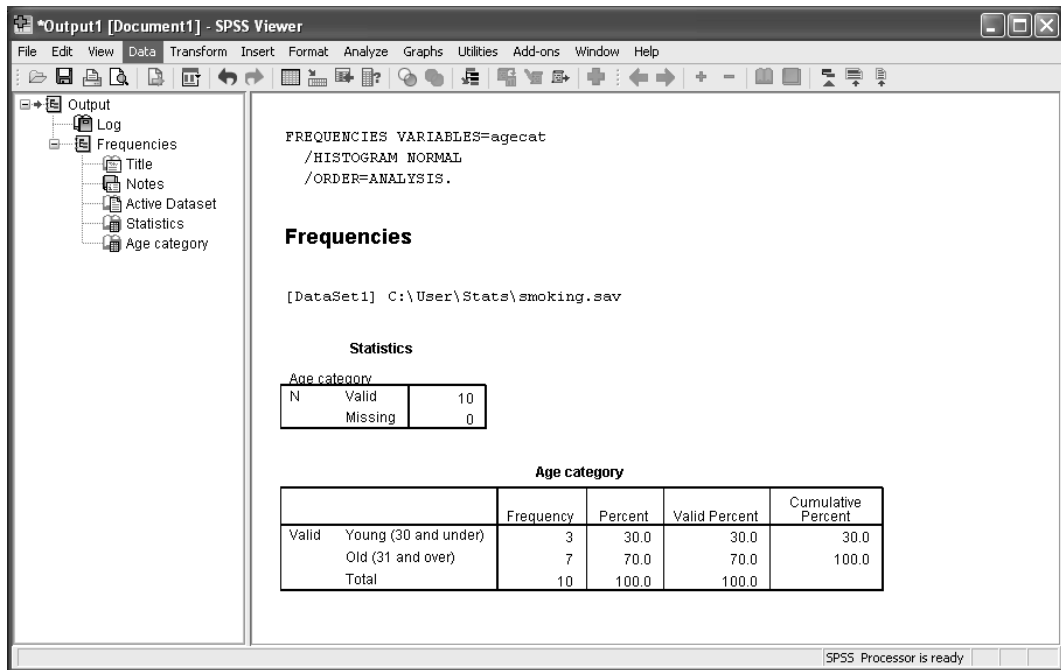 *Output1 [Document1] - SPSS Viewer
File Edit View Data Transform Insert Format Analyze Graphs Utilities Add-ons Window Help
Output
Log
Frequencies
Title
Notes
Active Dataset
Statistics
Age category
FREQUENCIES VARIABLES=agecat
/HISTOGRAM NORMAL
/ORDER=ANALYSIS.
Frequencies
[DataSet1] C:\User\Stats\smoking.sav
Statistics
Age category
N Valid 10
Missing 0
Age category
Frequency Percent Valid Percent Cumulative Percent
Valid Young (30 and under) 3 30.0 30.0 30.0
Old (31 and over) 7 70.0 70.0 100.0
Total 10 100.0 100.0
SPSS Processor is ready